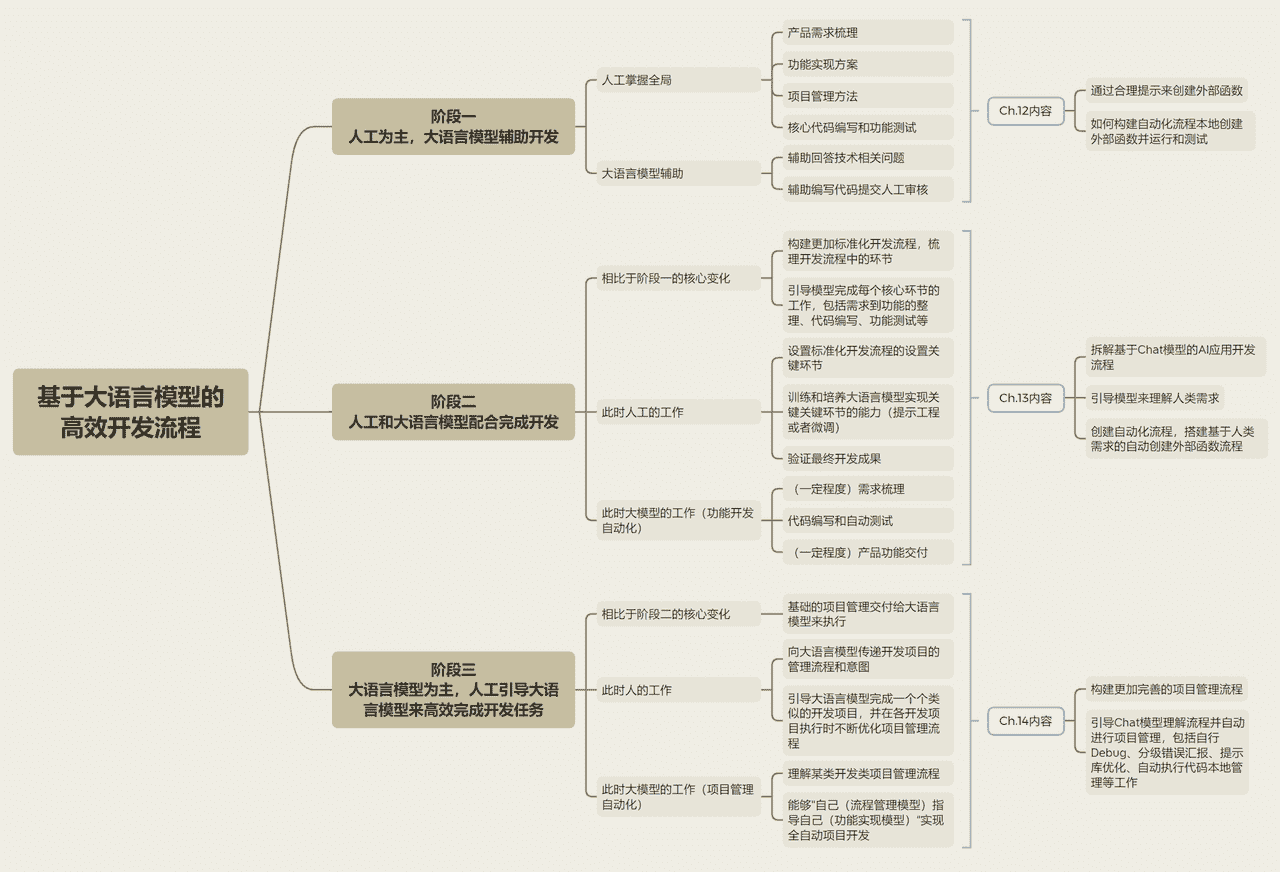 基于大语言模型的
高效开发流程
阶段一
人工为主，大语言模型辅助开发
人工掌握全局
产品需求梳理
功能实现方案
项目管理方法
核心代码编写和功能测试
大语言模型辅助
辅助回答技术相关问题
辅助编写代码提交人工审核
Ch.12内容
通过合理提示来创建外部函数
如何构建自动化流程本地创建
外部函数并运行和测试
阶段二
人工和大语言模型配合完成开发
相比于阶段一的核心变化
构建更加标准化开发流程，梳
理开发流程中的环节
引导模型完成每个核心环节的
工作，包括需求到功能的整
理、代码编写、功能测试等
此时人工的工作
设置标准化开发流程的设置关
键环节
训练和培养大语言模型实现关
键关键环节的能力（提示工程
或者微调）
验证最终开发成果
此时大模型的工作（功能开发
自动化）
（一定程度）需求梳理
代码编写和自动测试
（一定程度）产品功能交付
Ch.13内容
拆解基于Chat模型的AI应用开发
流程
引导模型来理解人类需求
创建自动化流程，搭建基于人类
需求的自动创建外部函数流程
阶段三
大语言模型为主，人工引导大语
言模型来高效完成开发任务
相比于阶段二的核心变化
基础的项目管理交付给大语言
模型来执行
此时人的工作
向大语言模型传递开发项目的
管理流程和意图
引导大语言模型完成一个个类
似的开发项目，并在各开发项
目执行时不断优化项目管理流
程
此时大模型的工作（项目管理
自动化）
理解某类开发类项目管理流程
能够"自己（流程管理模型）指
导自己（功能实现模型）"实现
全自动项目开发
Ch.14内容
构建更加完善的项目管理流程
引导Chat模型理解流程并自动
进行项目管理，包括自行
Debug、分级错误汇报、提示
库优化、自动执行代码本地管
理等工作